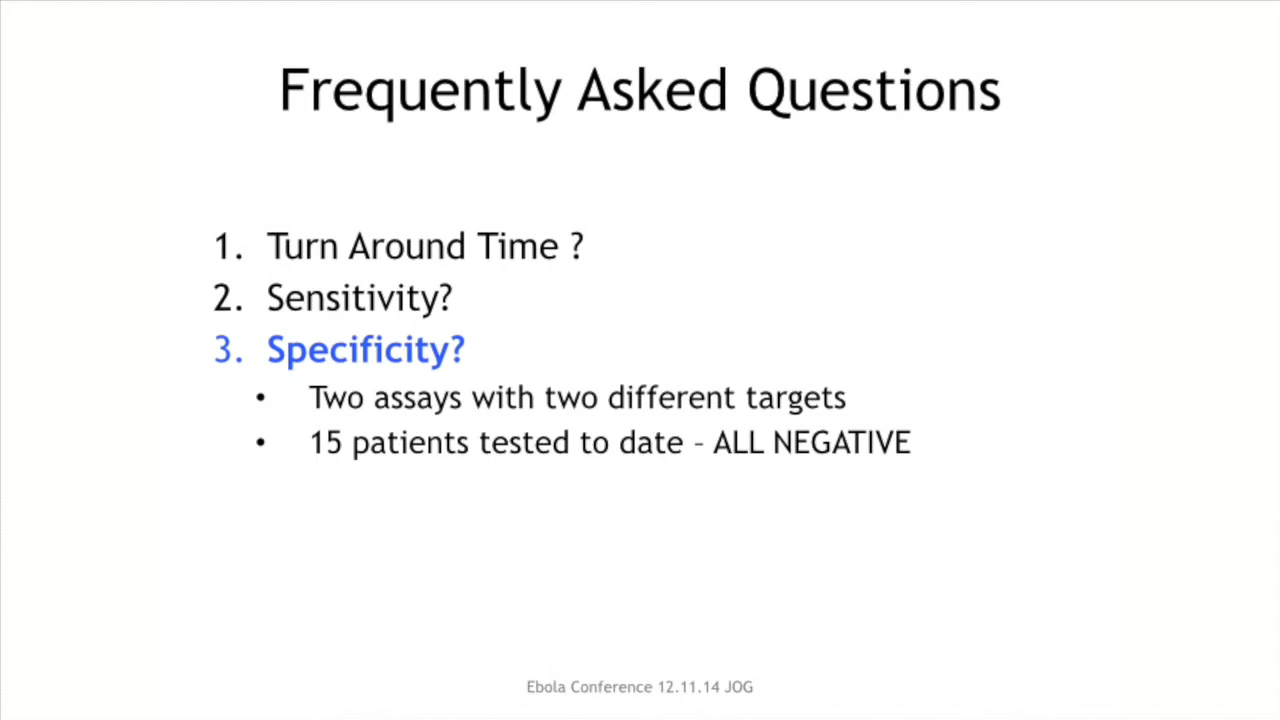 Frequently Asked Questions
1. Turn Around Time ?
2. Sensitivity?
3. Specificity?
• Two assays with two different targets
• 15 patients tested to date – ALL NEGATIVE
Ebola Conference 12.11.14 JOG